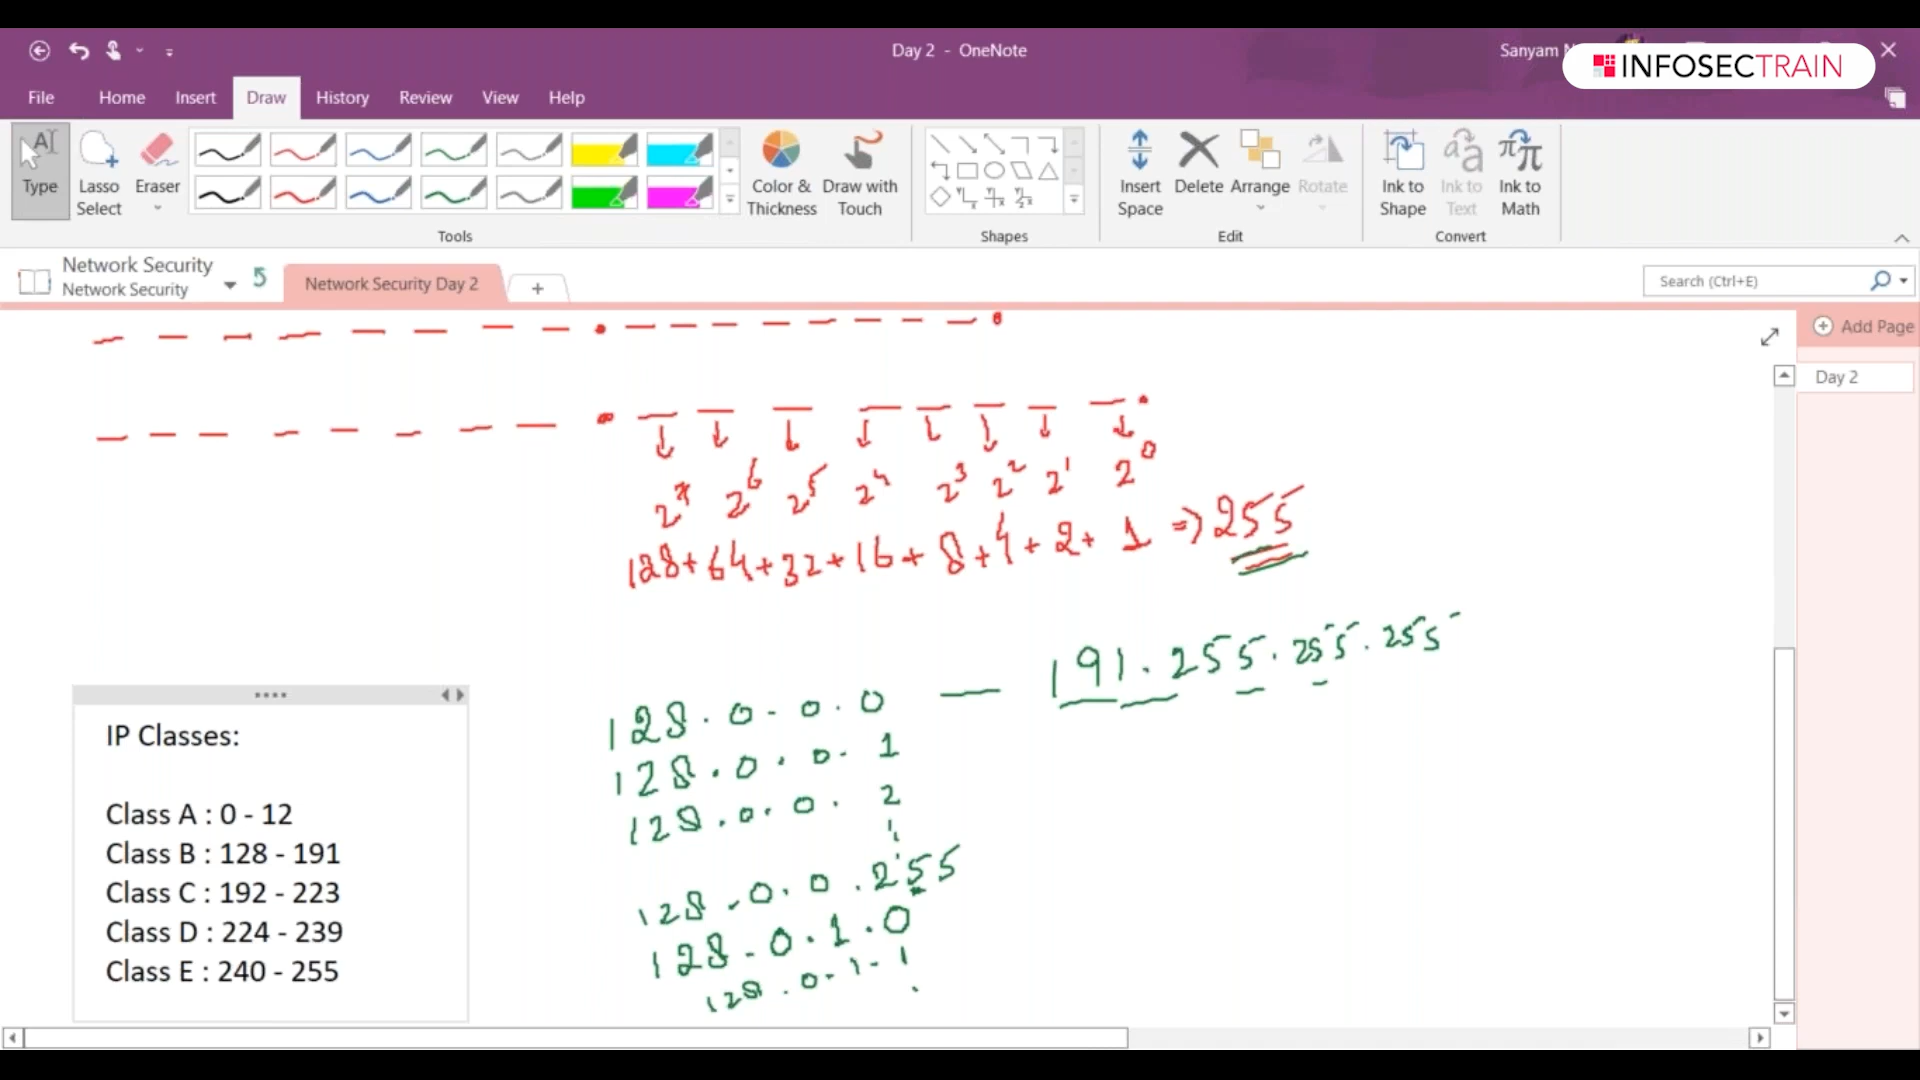 Day 2 - OneNote
Sanyam
INFOSECTRAIN
File Home Insert Draw History Review View Help
Type
Lasso Select
Eraser
Color & Thickness
Draw with Touch
Insert Space
Delete
Arrange
Rotate
Ink to Shape
Ink to Text
Ink to Math
Tools
Shapes
Edit
Convert
Network Security
Network Security
Network Security Day 2
+
Search (Ctrl+E)
Add Page
Day 2
2^7 2^6 2^5 2^4 2^3 2^2 2^1 2^0
128+64+32+16+8+4+2+1 => 255
128.0.0.0 — 191.255.255.255
128.0.0.1
128.0.0.2
128.0.0.255
128.0.1.0
128.0.1.1
IP Classes:
Class A : 0 - 12
Class B : 128 - 191
Class C : 192 - 223
Class D : 224 - 239
Class E : 240 - 255